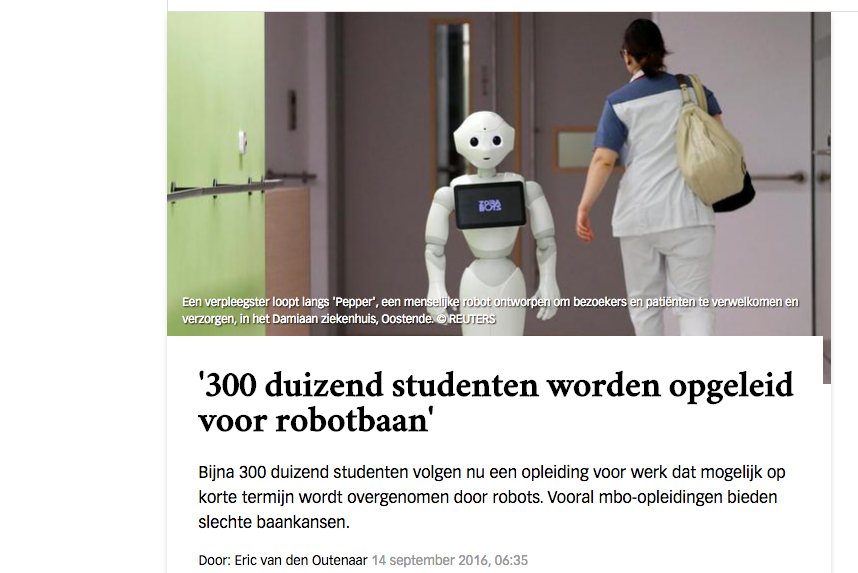 ZORA
BOTS
Een verpleegster loopt langs 'Pepper', een menselijke robot ontworpen om bezoekers en patiënten te verwelkomen en
verzorgen, in het Damiaan ziekenhuis, Oostende. © REUTERS
'300 duizend studenten worden opgeleid
voor robotbaan'
Bijna 300 duizend studenten volgen nu een opleiding voor werk dat mogelijk op
korte termijn wordt overgenomen door robots. Vooral mbo-opleidingen bieden
slechte baankansen.
Door: Eric van den Outenaar 14 september 2016, 06:35